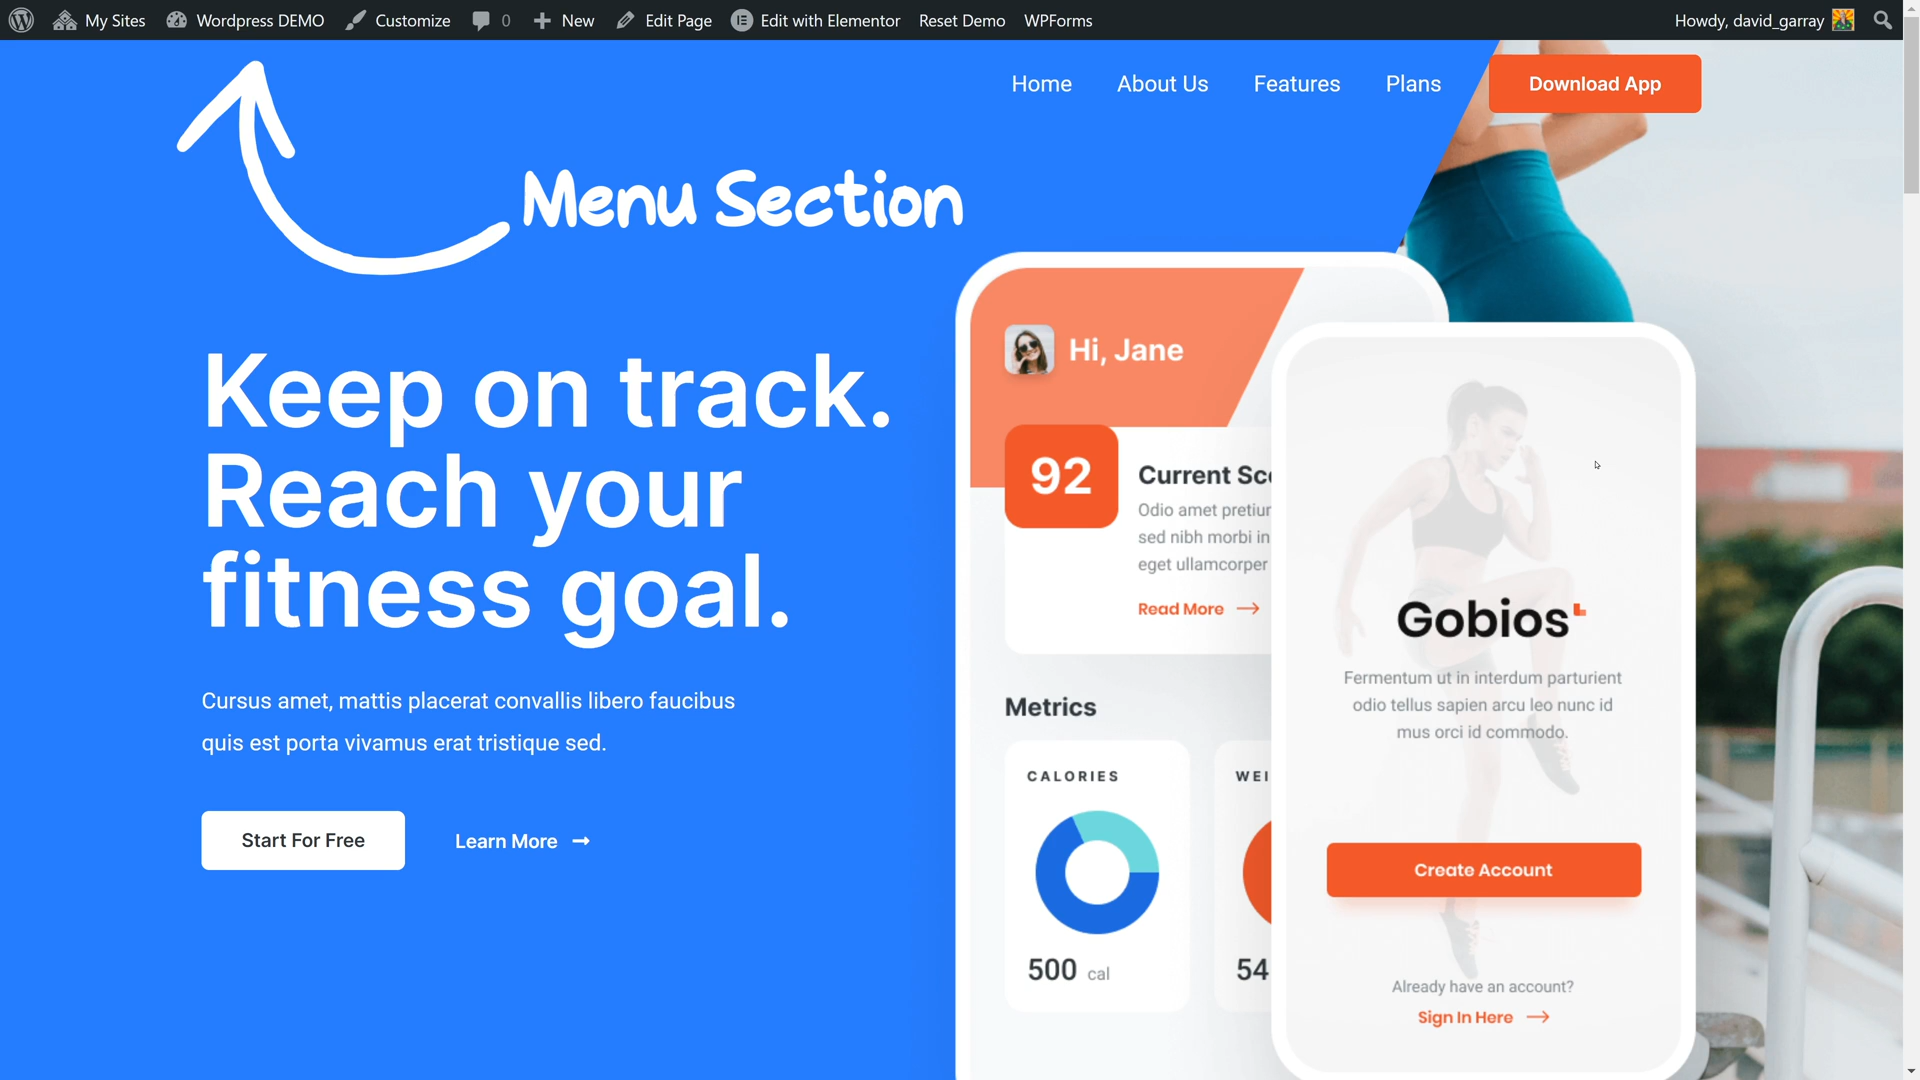 My Sites
Wordpress DEMO
Customize
0
New
Edit Page
Edit with Elementor
Reset Demo
WPForms
Howdy, david_garray
Home
About Us
Features
Plans
Download App
Menu Section
Keep on track.
Reach your
fitness goal.
Cursus amet, mattis placerat convallis libero faucibus
quis est porta vivamus erat tristique sed.
Start For Free
Learn More
Hi, Jane
92
Current Sc
Odio amet pretiur
sed nibh morbi in
eget ullamcorper
Read More
Metrics
CALORIES
500 cal
WEI
54
Gobios
Fermentum ut in interdum parturient
odio tellus sapien arcu leo nunc id
mus orci id commodo.
Create Account
Already have an account?
Sign In Here